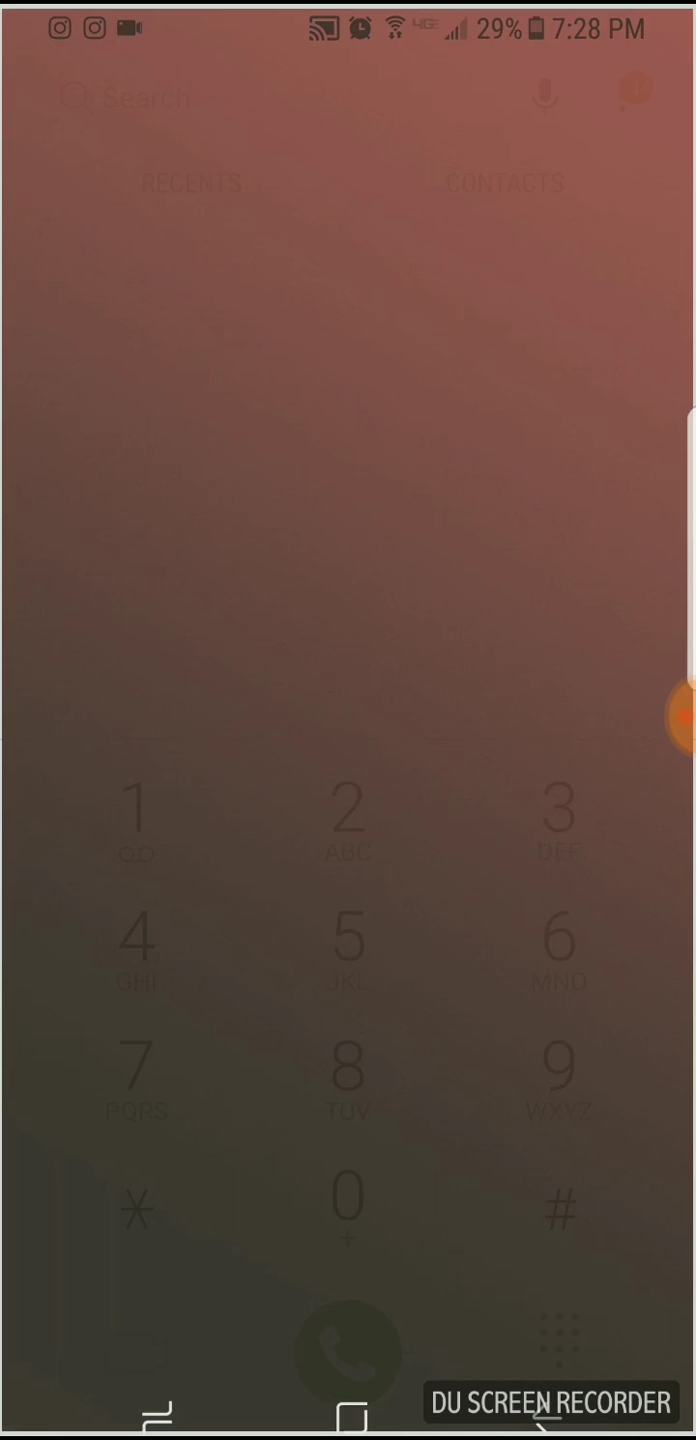 4GE 29% 7:28 PM
Search
RECENTS CONTACTS
1 2 3
ABC DEF
4 5 6
GHI JKL MNO
7 8 9
PQRS TUV WXYZ
* 0 #
+
DU SCREEN RECORDER